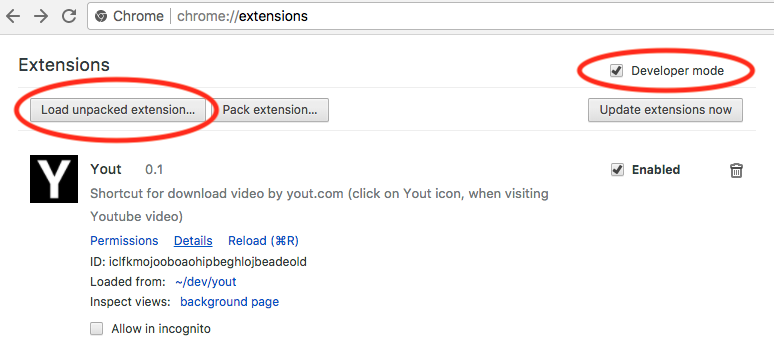 Chrome chrome://extensions
Extensions
Developer mode
Load unpacked extension... Pack extension... Update extensions now
Y
Yout 0.1
Enabled
Shortcut for download video by yout.com (click on Yout icon, when visiting
Youtube video)
Permissions Details Reload (⌘R)
ID: iclfkmojooboaohipbeghlojbeadeold
Loaded from: ~/dev/yout
Inspect views: background page
Allow in incognito